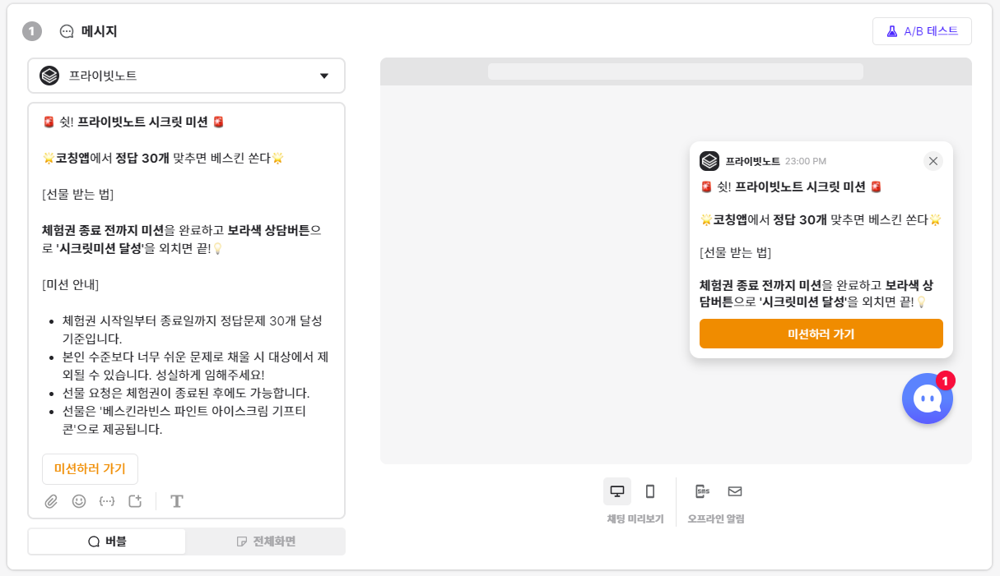 1 메시지
A/B 테스트
프라이빗노트
🚨 쉿! 프라이빗노트 시크릿 미션 🚨
🌟코칭앱에서 정답 30개 맞추면 베스킨 쏜다🌟
[선물 받는 법]
체험권 종료 전까지 미션을 완료하고 보라색 상담버튼으
로 '시크릿미션 달성'을 외치면 끝!💡
[미션 안내]
• 체험권 시작일부터 종료일까지 정답문제 30개 달성
기준입니다.
• 본인 수준보다 너무 쉬운 문제로 채울 시 대상에서 제
외될 수 있습니다. 성실하게 임해주세요!
• 선물 요청은 체험권이 종료된 후에도 가능합니다.
• 선물은 '베스킨라빈스 파인트 아이스크림 기프티
콘'으로 제공됩니다.
미션하러 가기
{···}
T
버블
전체화면
프라이빗노트 23:00 PM
🚨 쉿! 프라이빗노트 시크릿 미션 🚨
🌟코칭앱에서 정답 30개 맞추면 베스킨 쏜다🌟
[선물 받는 법]
체험권 종료 전까지 미션을 완료하고 보라색 상
담버튼으로 '시크릿미션 달성'을 외치면 끝!💡
미션하러 가기
1
SMS
채팅 미리보기
오프라인 알림